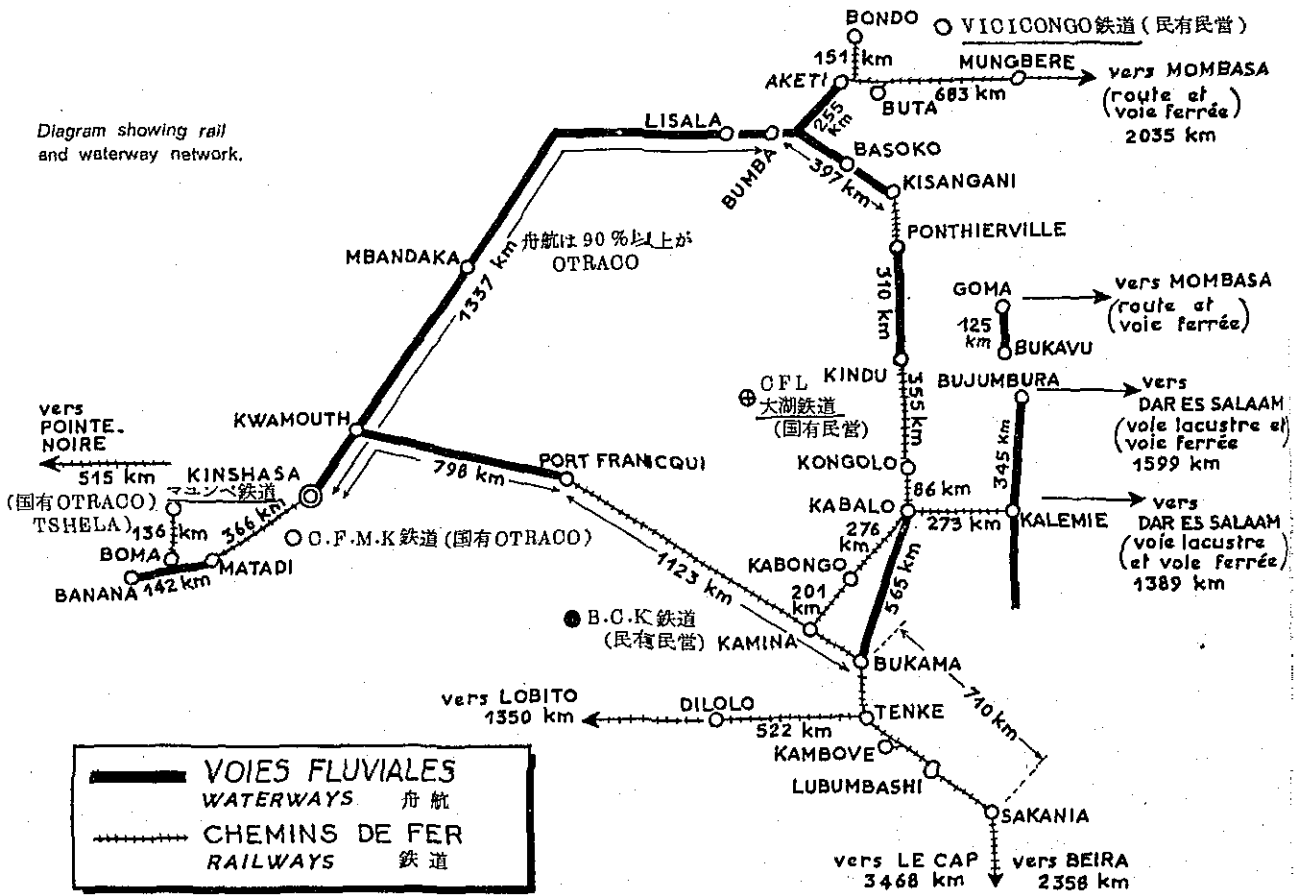 BONDO
VICICONGO鉄道(民有民営)
151 km
MUNGBERE
AKETI
BUTA
683 km
vers MOMBASA
(route et
voie ferrée)
2035 km
Diagram showing rail
and waterway network.
LISALA
255 km
BUMBA
BASOKO
397 km
KISANGANI
PONTHIERVILLE
舟航は90%以上が
OTRACO
MBANDAKA
1337 km
310 km
GOMA
125 km
BUKAVU
vers MOMBASA
(route et
voie ferrée)
KINDU
CFL
大湖鉄道
(国有民営)
555 km
BUJUMBURA
vers
DAR ES SALAAM
(voie lacustre et
voie ferrée)
1599 km
345 km
vers
POINTE-
NOIRE
515 km
KWAMOUTH
KINSHASA
798 km
PORT FRANICQUI
KONGOLO
86 km
KABALO
273 km
KALEMIE
vers
DAR ES SALAAM
(voie lacustre
et voie ferrée)
1389 km
マユンベ鉄道
(国有OTRACO)
TSHELA
136 km
366 km
C.F.M.K鉄道(国有OTRACO)
BOMA
MATADI
BANANA
142 km
276 km
KABONGO
201 km
565 km
1123 km
B.C.K鉄道
(民有民営)
KAMINA
BUKAMA
710 km
vers LOBITO
1350 km
DILOLO
522 km
TENKE
KAMBOVE
LUBUMBASHI
SAKANIA
vers LE CAP
3468 km
vers BEIRA
2358 km
VOIES FLUVIALES
WATERWAYS 舟航
CHEMINS DE FER
RAILWAYS 鉄道